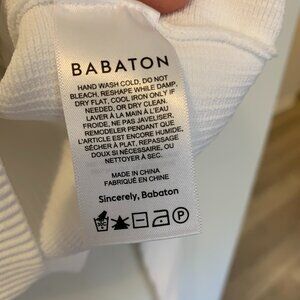 BABATON
HAND WASH COLD, DO NOT
BLEACH, RESHAPE WHILE DAMP,
DRY FLAT, COOL IRON ONLY IF
NEEDED, OR DRY CLEAN.
LAVER À LA MAIN À L'EAU
FROIDE, NE PAS JAVELISER,
REMODELER PENDANT QUE
L'ARTICLE EST ENCORE HUMIDE,
SÉCHER À PLAT, REPASSAGE
DOUX SI NÉCESSAIRE, OU
NETTOYER À SEC.
MADE IN CHINA
FABRIQUÉ EN CHINE
Sincerely, Babaton
P